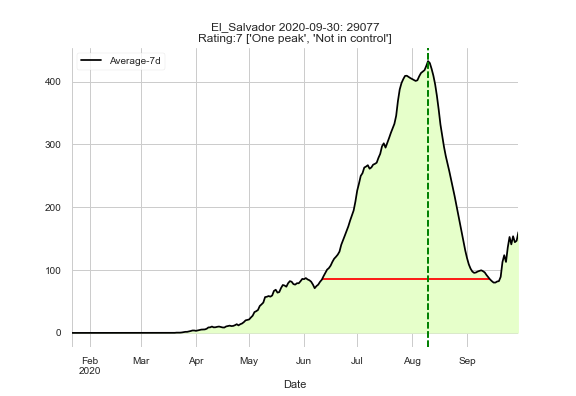 El_Salvador 2020-09-30: 29077
Rating:7 ['One peak', 'Not in control']
Average-7d
400
300
200
100
0
Feb Mar Apr May Jun Jul Aug Sep
2020
Date